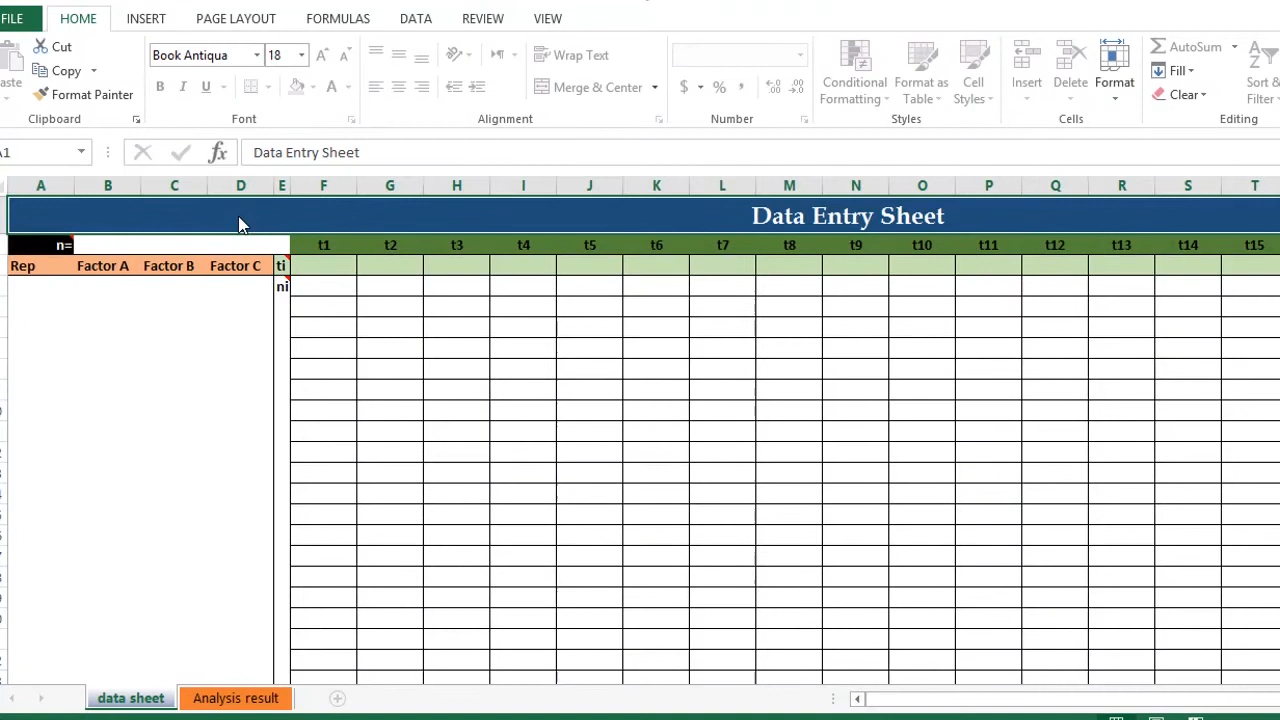 FILE HOME INSERT PAGE LAYOUT FORMULAS DATA REVIEW VIEW
Cut
Copy
Format Painter
Clipboard
Book Antiqua 18
B I U A
Font
Wrap Text
Merge & Center
Alignment
$ % ,
Number
Conditional Formatting
Format as Table
Cell Styles
Styles
Insert Delete Format
Cells
AutoSum
Fill
Clear
Sort &
Filter
Editing
A1 fx Data Entry Sheet
A B C D E F G H I J K L M N O P Q R S T
Data Entry Sheet
n= t1 t2 t3 t4 t5 t6 t7 t8 t9 t10 t11 t12 t13 t14 t15
Rep Factor A Factor B Factor C ti
ni
data sheet Analysis result